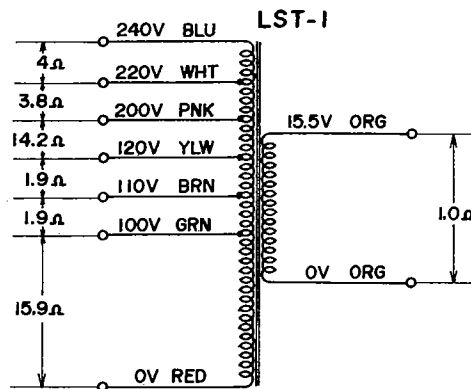 LST-1
240V BLU
4Ω
220V WHT
3.8Ω
200V PNK
15.5V ORG
14.2Ω
120V YLW
1.9Ω
110V BRN
1.0Ω
1.9Ω
100V GRN
0V ORG
15.9Ω
0V RED